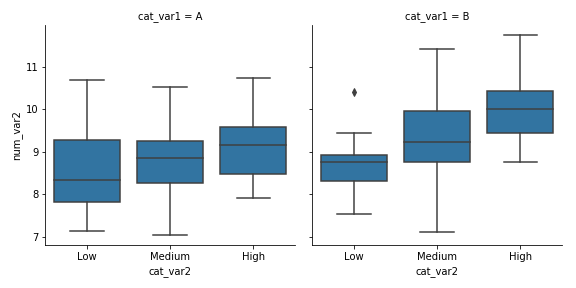 cat_var1 = A
cat_var1 = B
num_var2
11
10
9
8
7
Low Medium High
Low Medium High
cat_var2
cat_var2